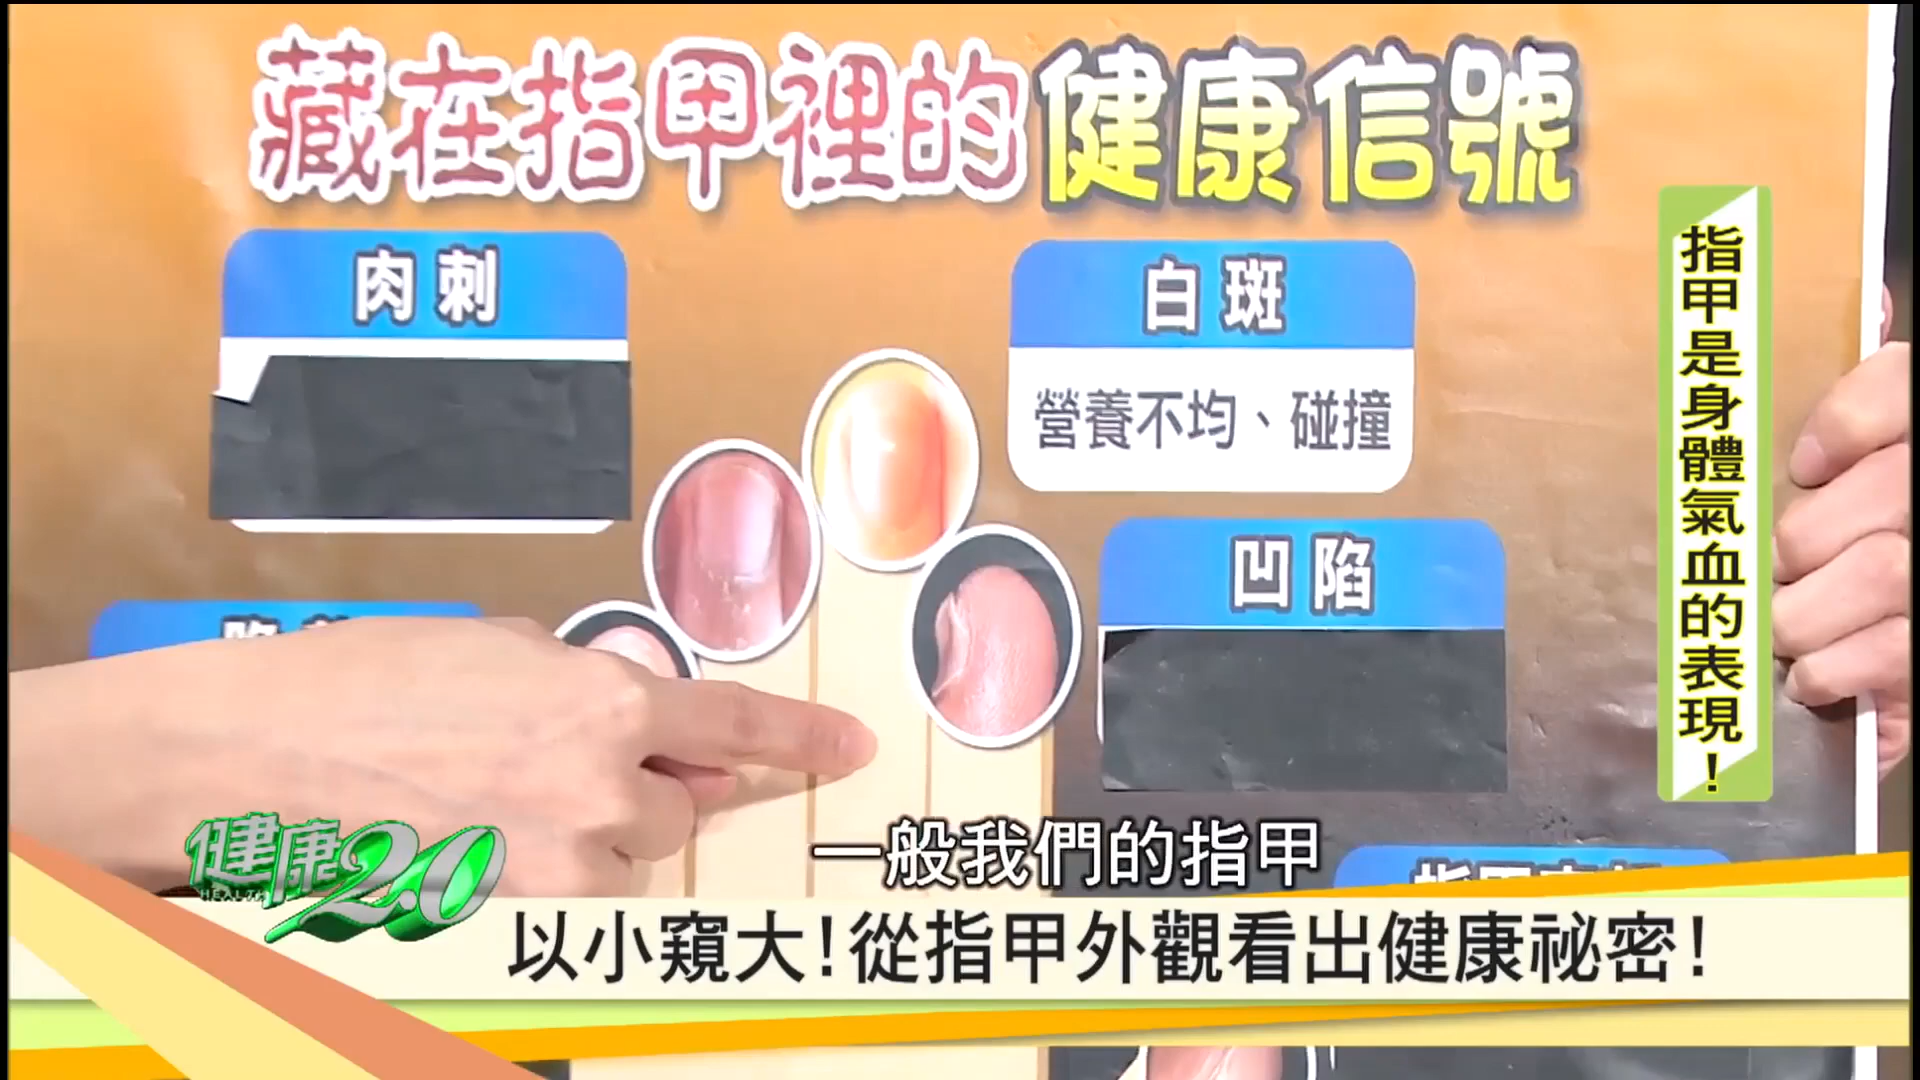 藏在指甲裡的健康信號
肉刺
白斑
營養不均、碰撞
凹陷
指甲是身體氣血的表現！
一般我們的指甲
健康2.0
HEALTH
以小窺大！從指甲外觀看出健康祕密！